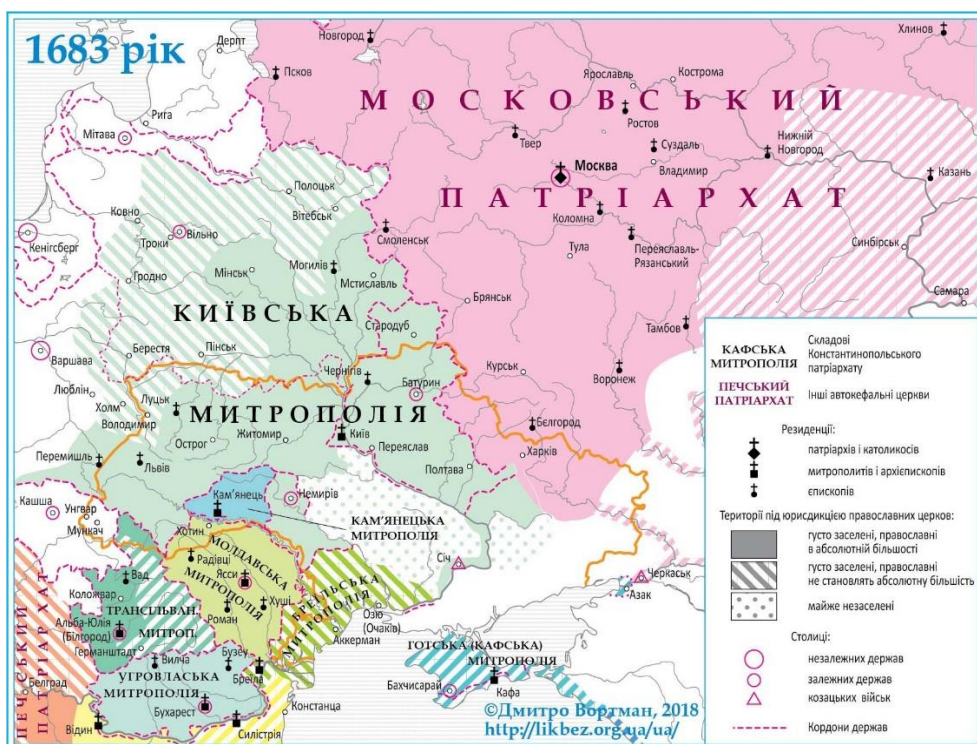 1683 рік
Дерпт
Новгород
Хлинов
Псков
Ярославль
Кострома
МОСКОВСЬКИЙ
Рига
Мітава
Ростов
Твер
Суздаль
Нижній
Новгород
Москва
Владимир
Казань
ПАТРІАРХАТ
Полоцьк
Вітебськ
Ковно
Троки
Вільно
Коломна
Смоленськ
Тула
Переяславль-
Рязанський
Синбірськ
Кенігсберг
Мінськ
Могилів
Гродно
Мстиславль
Самара
КИЇВСЬКА
Брянськ
Стародуб
Тамбов
Варшава
Берестя
Пінськ
Чернігів
Курськ
Воронеж
Люблін
Батурин
Холм
Луцьк
Володимир
МИТРОПОЛІЯ
Бєлгород
Острог
Житомир
Київ
Переяслав
Харків
Перемишль
Львів
Полтава
Кам'янець
Немирів
Кашша
Унгвар
Мункач
КАМ'ЯНЕЦЬКА
МИТРОПОЛІЯ
Хотин
МОЛДАВСЬКА
МИТРОПОЛІЯ
Радівці
Січ
Вад
Ясси
Черкаськ
Коложвар
БРЕЇЛЬСЬКА
МИТРОПОЛІЯ
Азак
ТРАНСІЛЬВАН.
МИТРОП.
Хуші
Роман
Озю
(Очаків)
Альба-Юлія
(Білгород)
Аккерман
Германштадт
ГОТСЬКА (КАФСЬКА)
МИТРОПОЛІЯ
Вилча
Бузеу
ПЕЧСЬКИЙ
ПАТРІАРХАТ
УГРОВЛАСЬКА
МИТРОПОЛІЯ
Бреїла
Белград
Бахчисарай
Кафа
Бухарест
Констанца
Відин
Силістрія
©Дмитро Вортман, 2018
http://likbez.org.ua/ua/
КАФСЬКА
МИТРОПОЛІЯ
Складові
Константинопольського
патріархату
ПЕЧСЬКИЙ
ПАТРІАРХАТ
Інші автокефальні церкви
Резиденції:
патріархів і католикосів
митрополитів і архієпископів
єпископів
Території під юрисдикцією православних церков:
густо заселені, православні
в абсолютній більшості
густо заселені, православні
не становлять абсолютну більшість
майже незаселені
Столиці:
незалежних держав
залежних держав
козацьких військ
Кордони держав